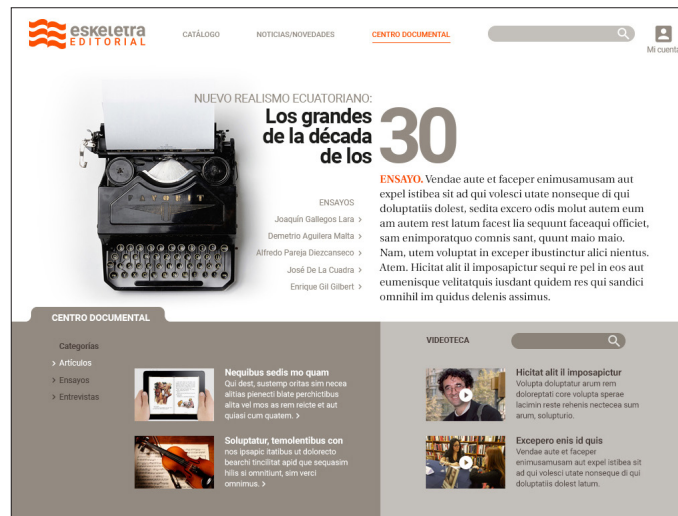 eskeletra
EDITORIAL
CATÁLOGO
NOTICIAS/NOVEDADES
CENTRO DOCUMENTAL
Mi cuenta
NUEVO REALISMO ECUATORIANO:
Los grandes
de la década
de los
30
ENSAYOS
Joaquín Gallegos Lara >
Demetrio Aguilera Malta >
Alfredo Pareja Diezcanseco >
José De La Cuadra >
Enrique Gil Gilbert >
ENSAYO. Vendae aute et faceper enimusamusam aut
expel istibea sit ad qui volesci utate nonseque di qui
doluptatiis dolest, sedita excero odis molut autem eum
am autem rest latum facest lia sequunt faceaqui officiet,
sam enimporatquo comnis sant, quunt maio maio.
Nam, utem voluptat in exceper ibustinctur alici nientus.
Atem. Hicitat alit il imposapictur sequi re pel in eos aut
eumenisque velitatquis iusdant quidem res qui sandici
omnihil im quidus delenis assimus.
CENTRO DOCUMENTAL
Categorías
> Artículos
> Ensayos
> Entrevistas
Nequibus sedis mo quam
Qui dest, sustemp oritas sim necea
alitias pienecti blate perchictibus
alita vel mos as rem reicte et aut
quiasi cum quatem. >
Soluptatur, temolentibus con
nos ipsapic itatibus ut dolorecto
bearchi tincilitat apid que sequasim
hilis si omnitiunt, sim verci
omnimus. >
VIDEOTECA
Hicitat alit il imposapictur
Volupta doluptatur arum rem
doloreptati core volupta sperae
lacimin reste rehenis nectecea sum
arum, solupturio.
Excepero enis id quis
Vendae aute et faceper
enimusamusam aut expel istibea sit
ad qui volesci utate nonseque di qui
doluptatiis dolest latum.